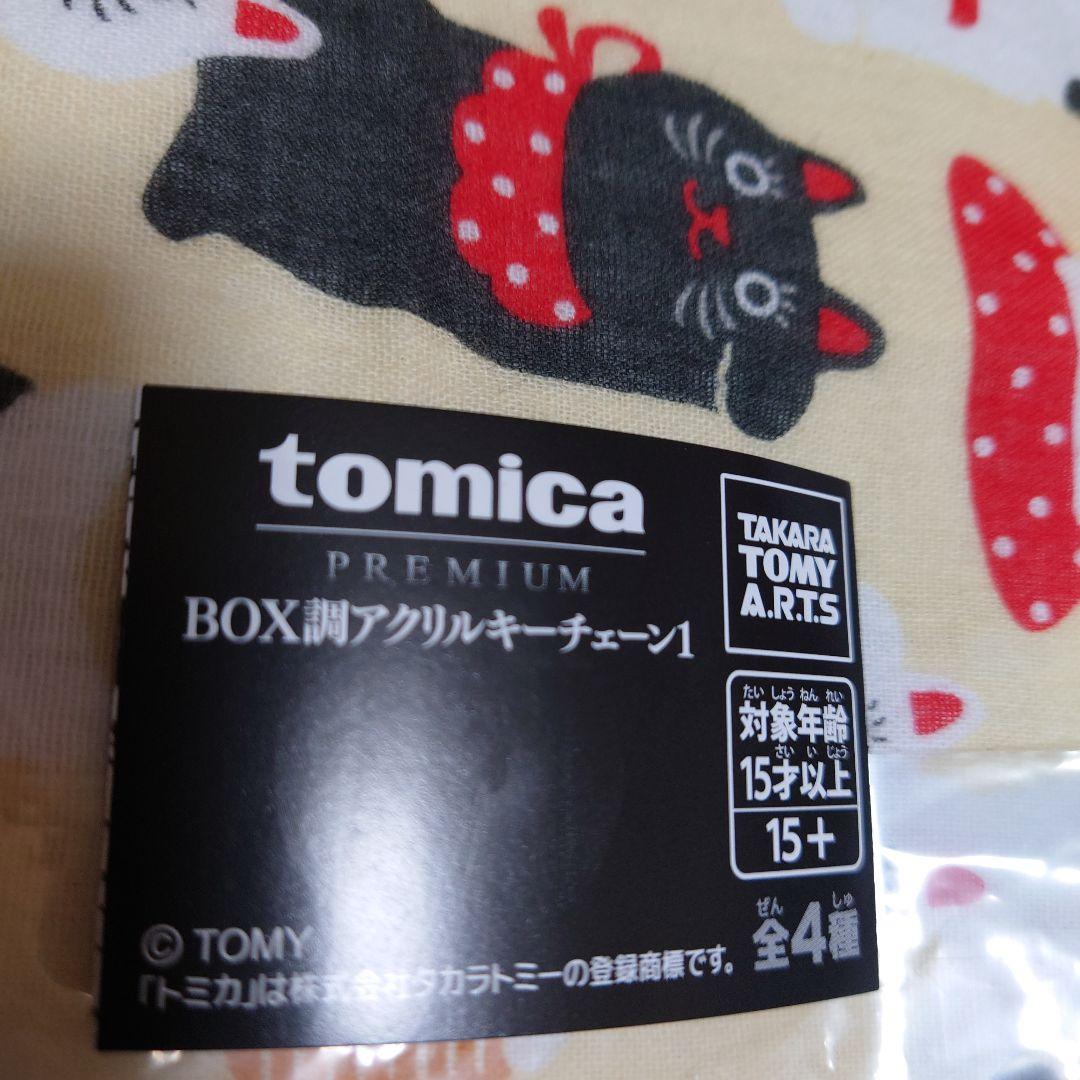 tomica
PREMIUM
BOX調アクリルキーチェーン1
TAKARA
TOMY
A.R.T.S
たいしょうねんれい
対象年齢
さいいじょう
15才以上
15+
ぜん しゅ
全4種
© TOMY
「トミカ」は株式会社タカラトミーの登録商標です。